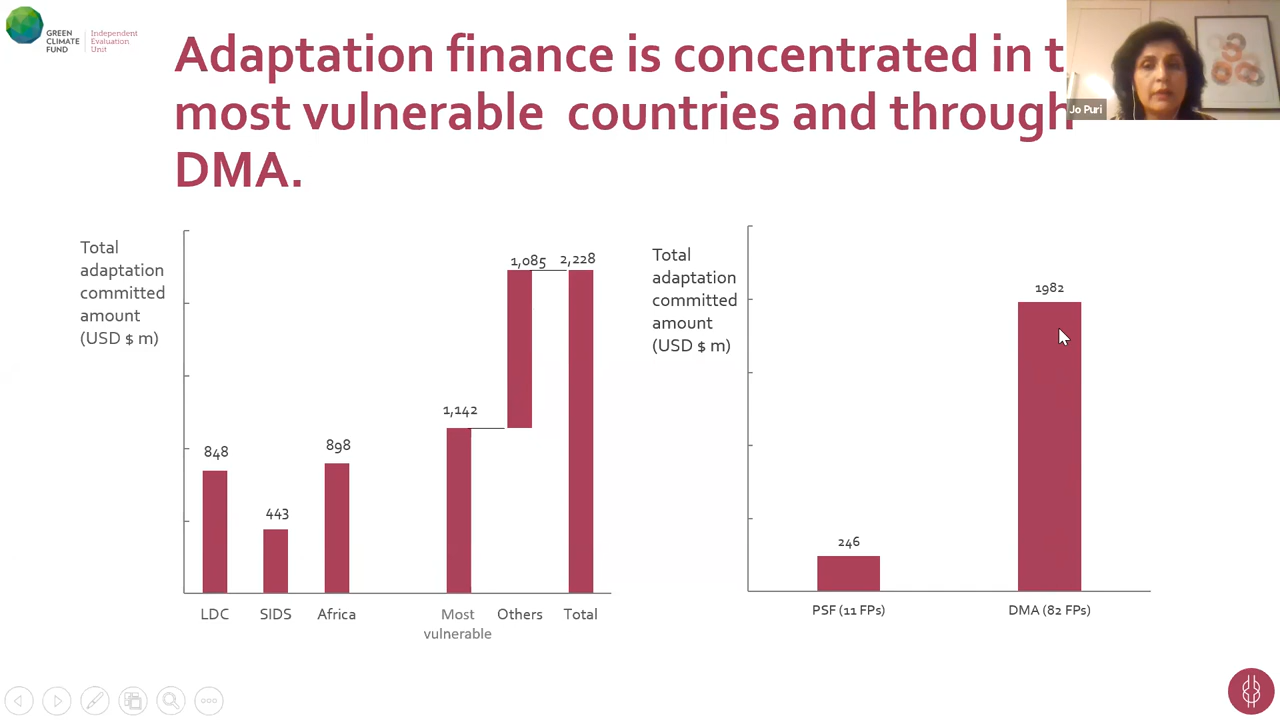 GREEN
CLIMATE
FUND
Independent
Evaluation
Unit
Adaptation finance is concentrated in t
most vulnerable countries and through
DMA.
Jo Puri
Total
adaptation
committed
amount
(USD $ m)
848
443
898
1,142
1,085
2,228
LDC
SIDS
Africa
Most
vulnerable
Others
Total
Total
adaptation
committed
amount
(USD $ m)
246
1982
PSF (11 FPs)
DMA (82 FPs)